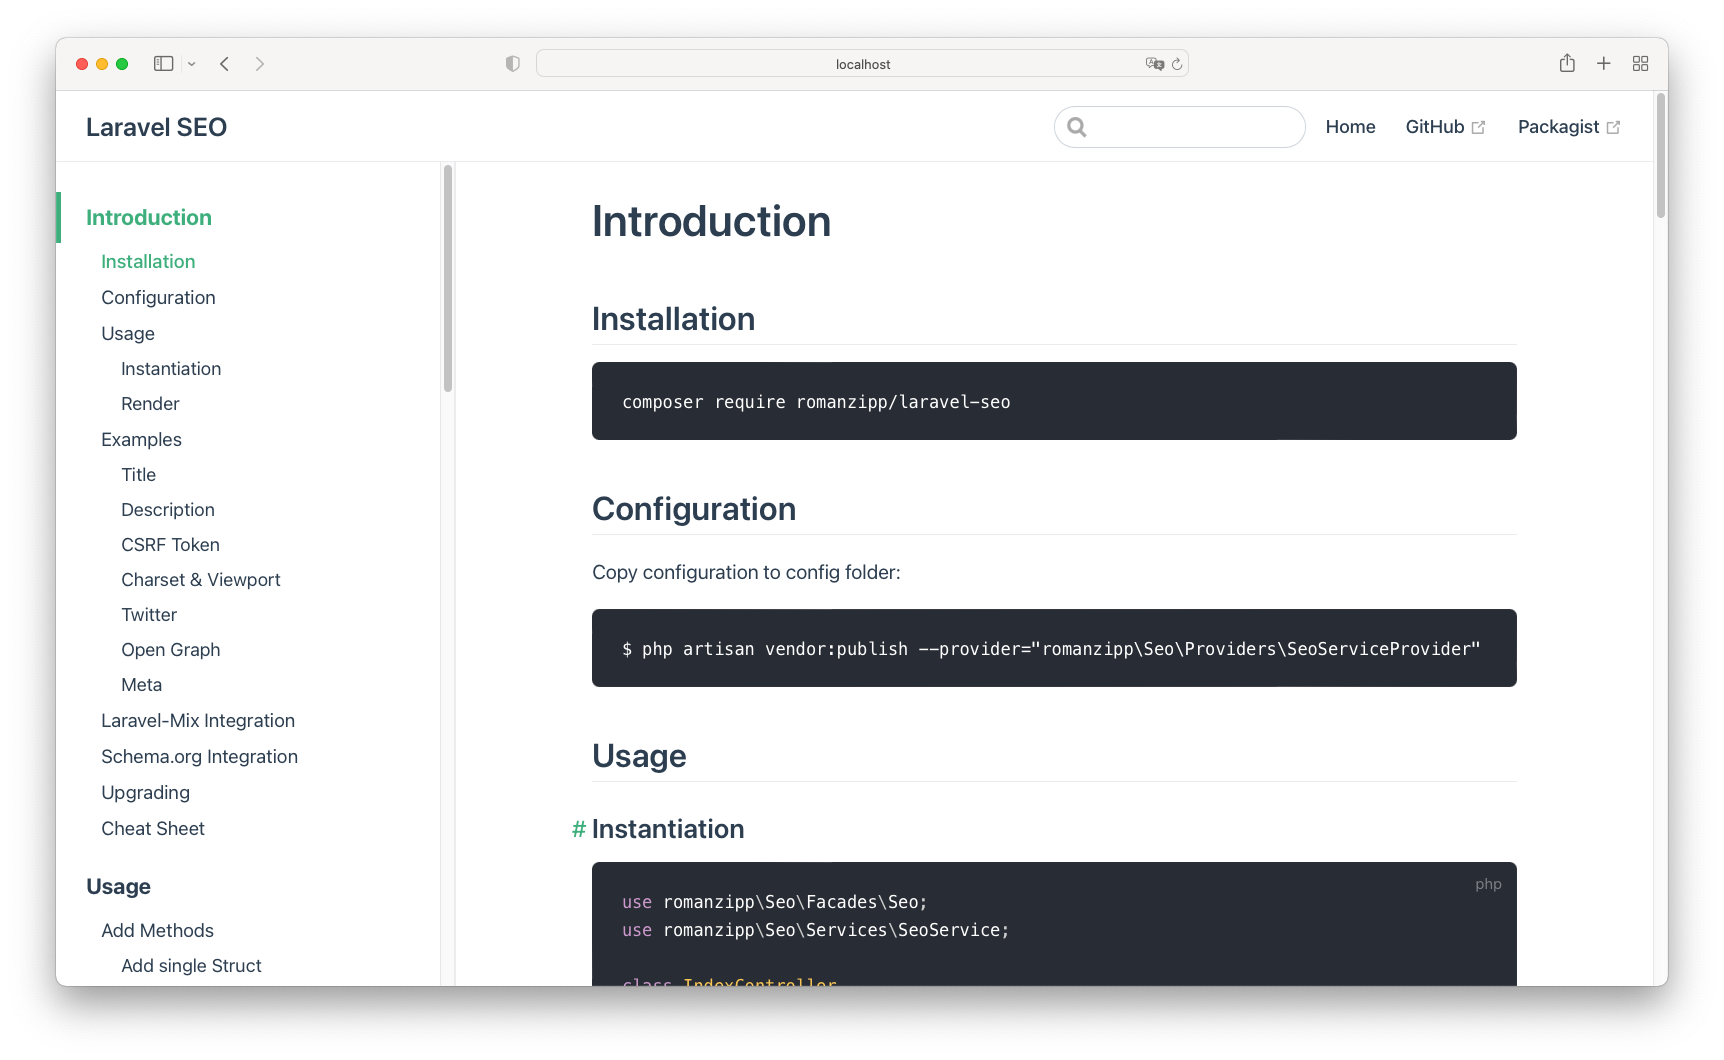 localhost
Laravel SEO
Home
GitHub
Packagist
Introduction
Installation
Configuration
Usage
Instantiation
Render
Examples
Title
Description
CSRF Token
Charset & Viewport
Twitter
Open Graph
Meta
Laravel-Mix Integration
Schema.org Integration
Upgrading
Cheat Sheet
Usage
Add Methods
Add single Struct
Introduction
Installation
composer require romanzipp/laravel-seo
Configuration
Copy configuration to config folder:
$ php artisan vendor:publish --provider="romanzipp\Seo\Providers\SeoServiceProvider"
Usage
# Instantiation
php
use romanzipp\Seo\Facades\Seo;
use romanzipp\Seo\Services\SeoService;
class IndexController